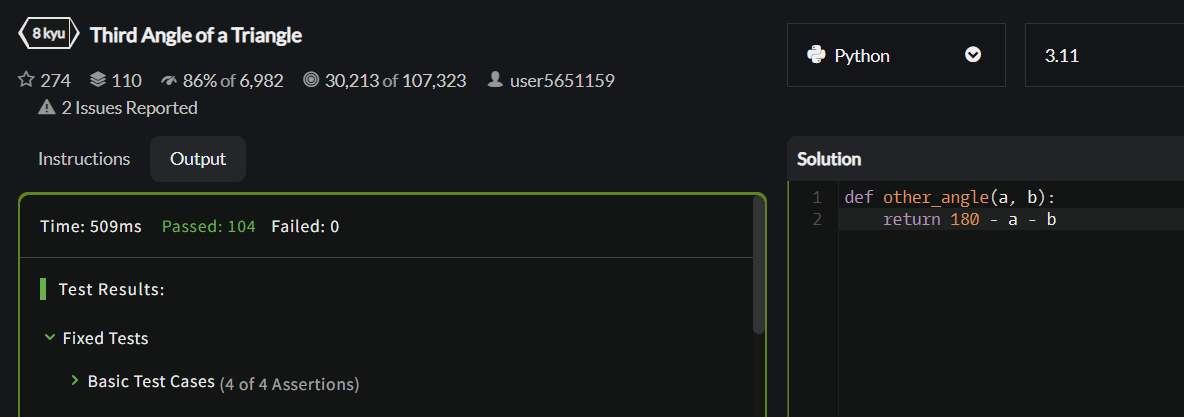 8 kyu Third Angle of a Triangle
274 110 86% of 6,982 30,213 of 107,323 user5651159
2 Issues Reported
Instructions Output
Time: 509ms Passed: 104 Failed: 0
Test Results:
Fixed Tests
Basic Test Cases (4 of 4 Assertions)
Python 3.11
Solution
1 def other_angle(a, b):
2 return 180 - a - b